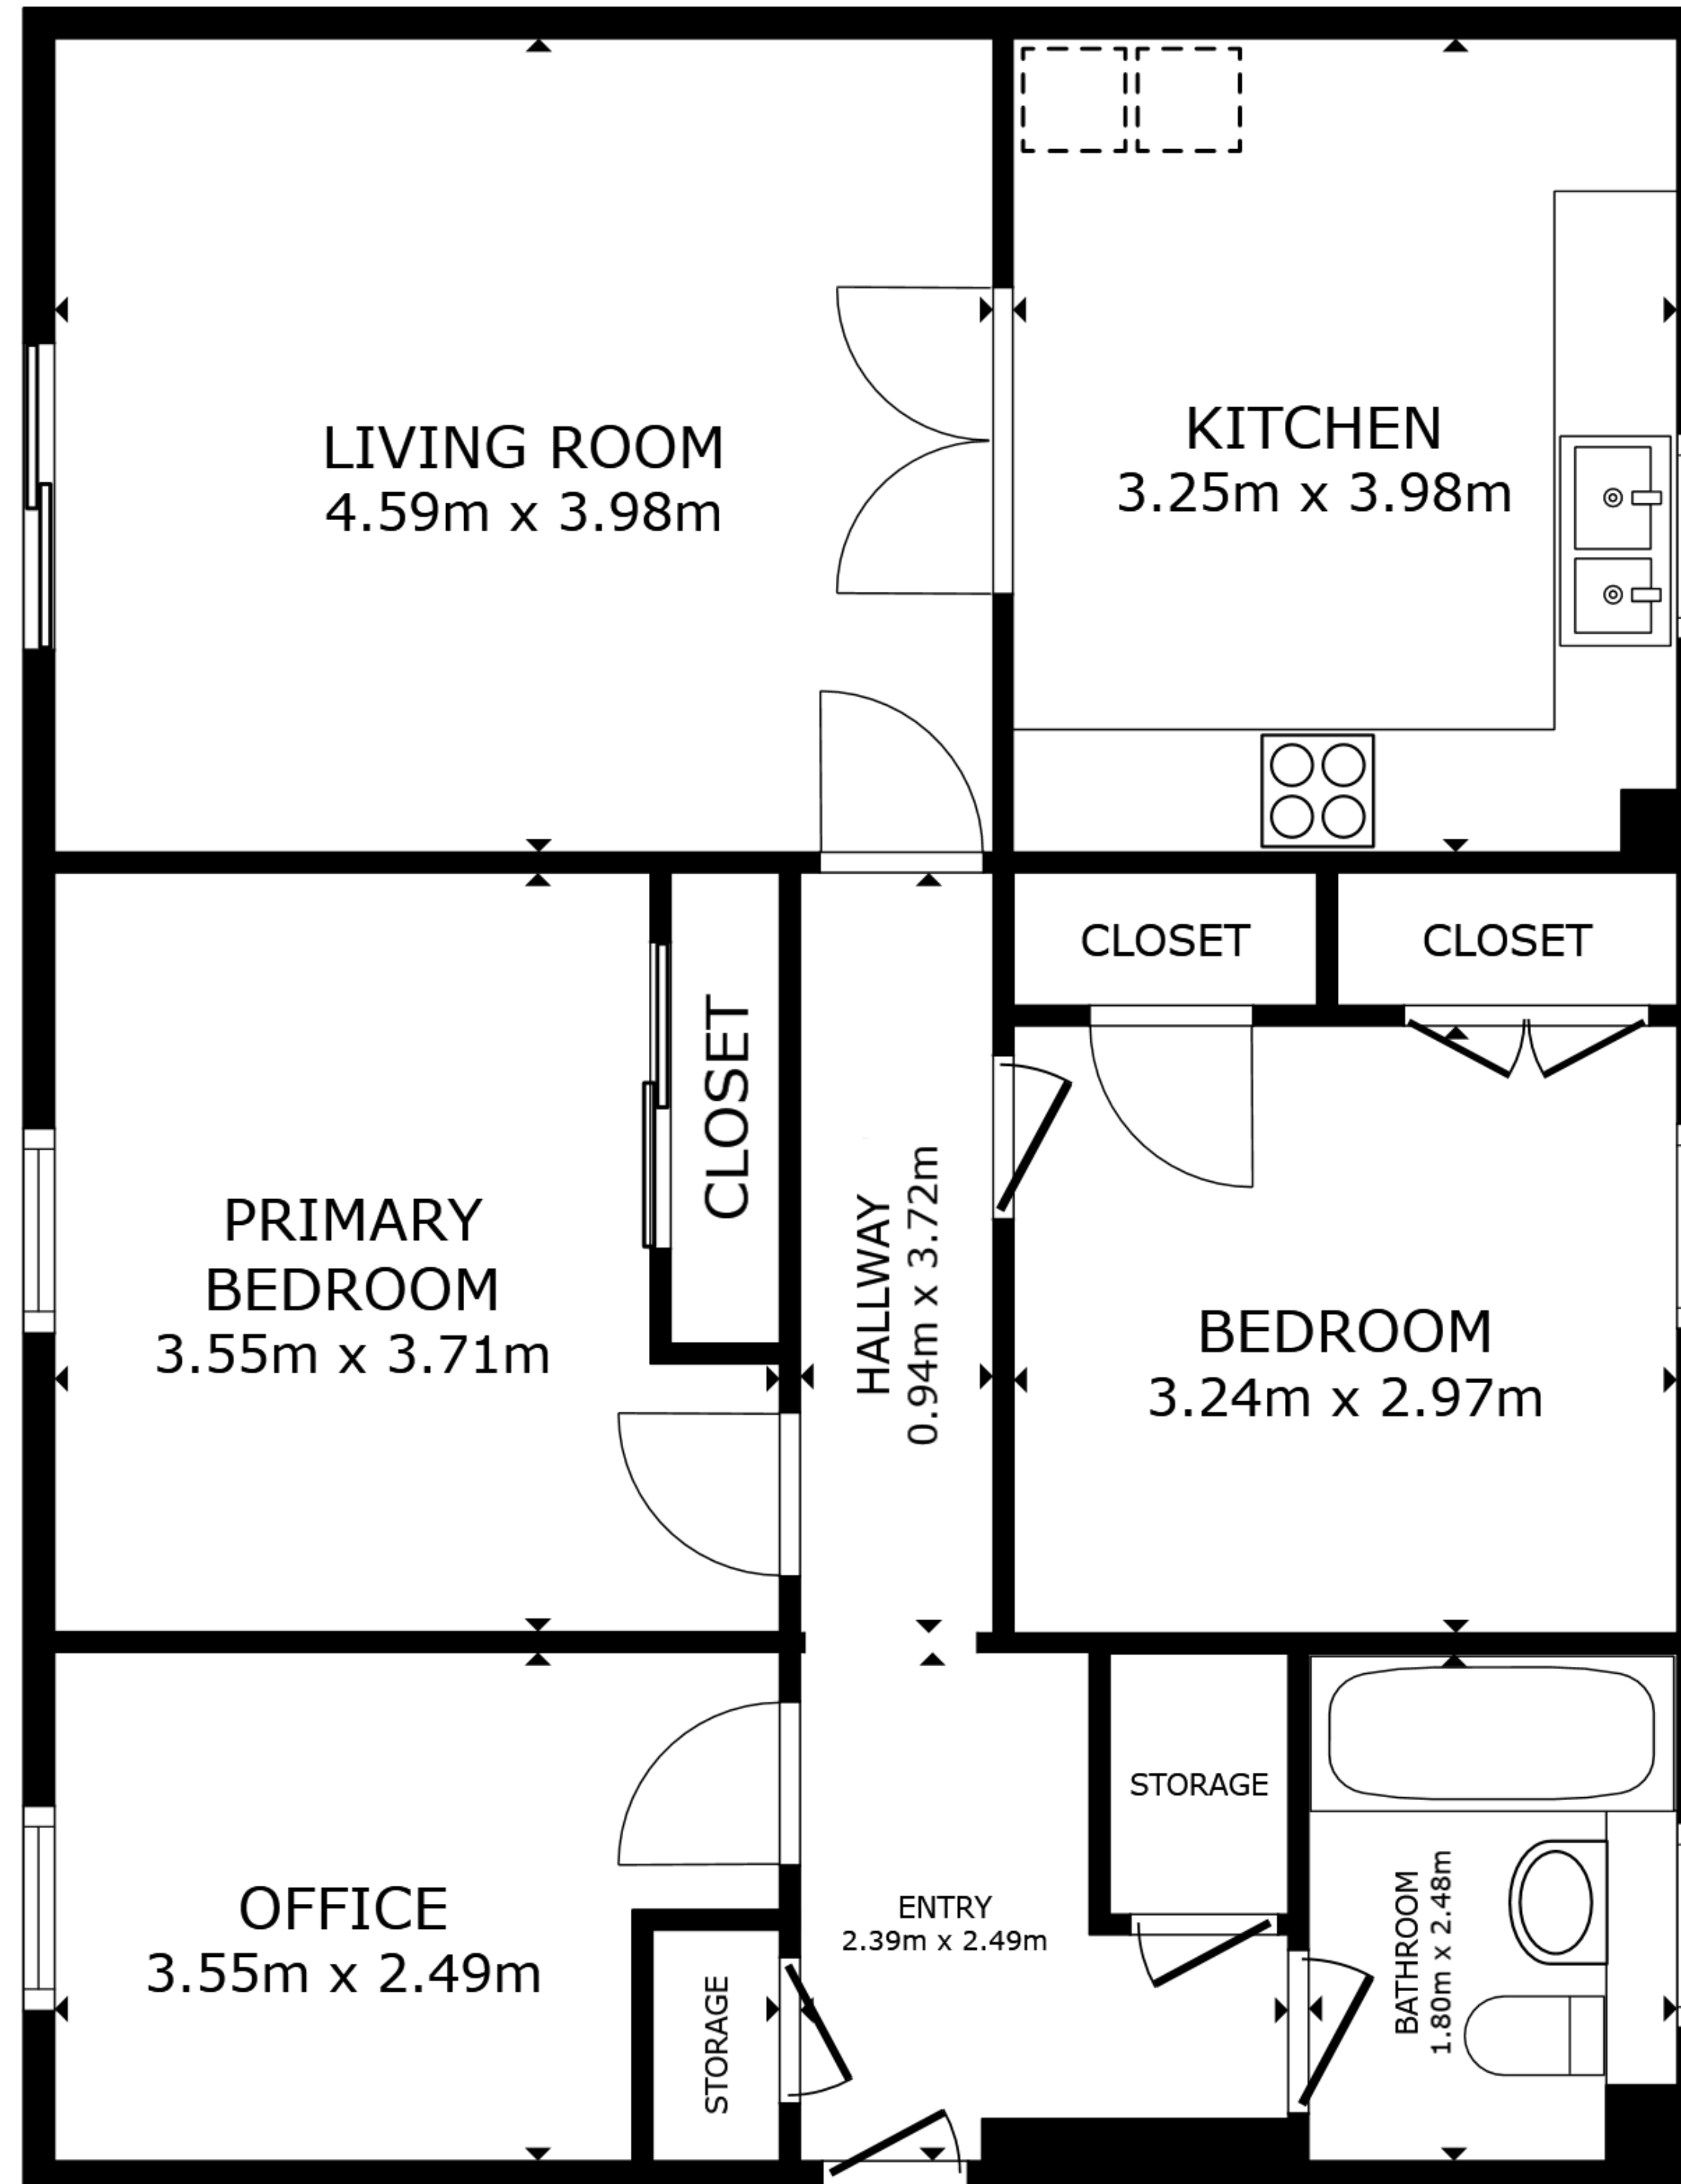 LIVING ROOM
4.59m x 3.98m
KITCHEN
3.25m x 3.98m
CLOSET
CLOSET
CLOSET
PRIMARY
BEDROOM
3.55m x 3.71m
HALLWAY
0.94m x 3.72m
BEDROOM
3.24m x 2.97m
STORAGE
OFFICE
3.55m x 2.49m
ENTRY
2.39m x 2.49m
BATHROOM
1.80m x 2.48m
STORAGE